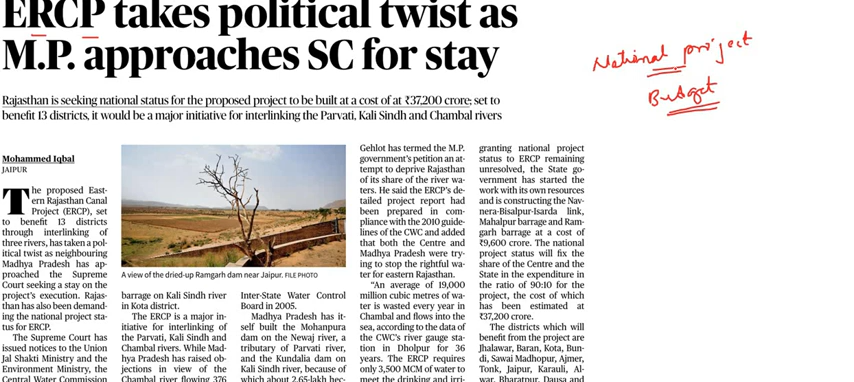 ERCP takes political twist as
M.P. approaches SC for stay
Rajasthan is seeking national status for the proposed project to be built at a cost of at ₹37,200 crore; set to
benefit 13 districts, it would be a major initiative for interlinking the Parvati, Kali Sindh and Chambal rivers
National project
Budget
Mohammed Iqbal
JAIPUR
The proposed East-
ern Rajasthan Canal
Project (ERCP), set
to benefit 13 districts
through interlinking of
three rivers, has taken a pol-
itical twist as neighbouring
Madhya Pradesh has ap-
proached the Supreme
Court seeking a stay on the
project's execution. Rajas-
than has also been demand-
ing the national project sta-
tus for ERCP.
The Supreme Court has
issued notices to the Union
Jal Shakti Ministry and the
Environment Ministry, the
Central Water Commission
A view of the dried-up Ramgarh dam near Jaipur. FILE PHOTO
barrage on Kali Sindh river
in Kota district.
The ERCP is a major in-
itiative for interlinking of
the Parvati, Kali Sindh and
Chambal rivers. While Mad-
hya Pradesh has raised ob-
jections in view of the
Chambal river flowing 376
Inter-State Water Control
Board in 2005.
Madhya Pradesh has it-
self built the Mohanpura
dam on the Newaj river, a
tributary of Parvati river,
and the Kundalia dam on
Kali Sindh river, because of
which about 2.65-lakh hec-
Gehlot has termed the M.P.
government's petition an at-
tempt to deprive Rajasthan
of its share of the river wa-
ters. He said the ERCP's de-
tailed project report had
been prepared in com-
pliance with the 2010 guide-
lines of the CWC and added
that both the Centre and
Madhya Pradesh were try-
ing to stop the rightful wa-
ter for eastern Rajasthan.
"An average of 19,000
million cubic metres of wa-
ter is wasted every year in
Chambal and flows into the
sea, according to the data of
the CWC's river gauge sta-
tion in Dholpur for 36
years. The ERCP requires
only 3,500 MCM of water to
meet the drinking and irri-
granting national project
status to ERCP remaining
unresolved, the State go-
vernment has started the
work with its own resources
and is constructing the Nav-
nera-Bisalpur-Isarda link,
Mahalpur barrage and Ram-
garh barrage at a cost of
₹9,600 crore. The national
project status will fix the
share of the Centre and the
State in the expenditure in
the ratio of 90:10 for the
project, the cost of which
has been estimated at
₹37,200 crore.
The districts which will
benefit from the project are
Jhalawar, Baran, Kota, Bun-
di, Sawai Madhopur, Ajmer,
Tonk, Jaipur, Karauli, Al-
war, Bharatpur, Dausa and